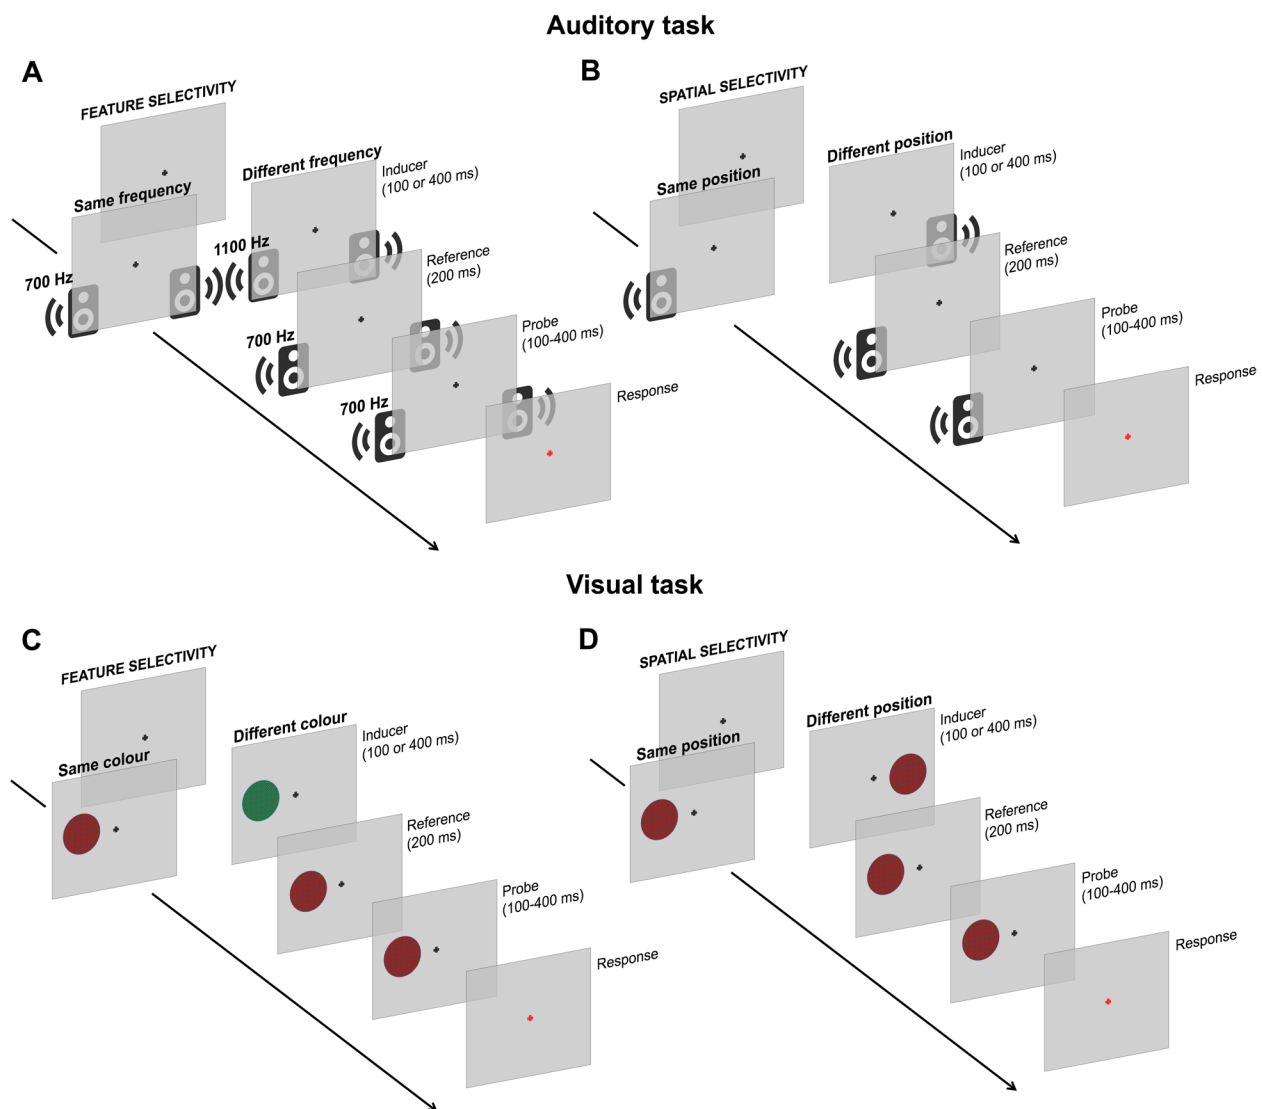 Auditory task
A
FEATURE SELECTIVITY
Same frequency
Different frequency
Inducer
(100 or 400 ms)
700 Hz
1100 Hz
Reference
(200 ms)
700 Hz
Probe
(100-400 ms)
700 Hz
Response
B
SPATIAL SELECTIVITY
Same position
Different position
Inducer
(100 or 400 ms)
Reference
(200 ms)
Probe
(100-400 ms)
Response
Visual task
C
FEATURE SELECTIVITY
Same colour
Different colour
Inducer
(100 or 400 ms)
Reference
(200 ms)
Probe
(100-400 ms)
Response
D
SPATIAL SELECTIVITY
Same position
Different position
Inducer
(100 or 400 ms)
Reference
(200 ms)
Probe
(100-400 ms)
Response